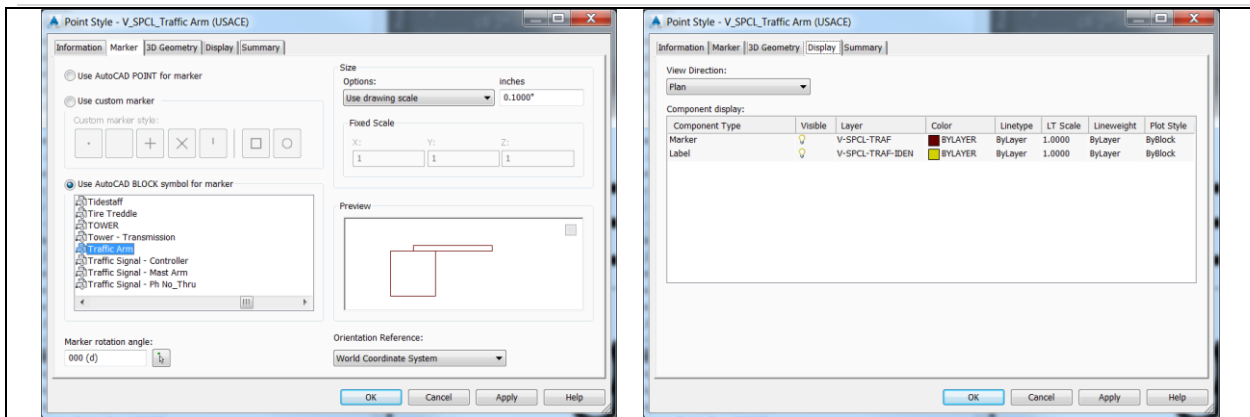 Point Style - V_SPCL_Traffic Arm (USACE)
Information Marker 3D Geometry Display Summary
Use AutoCAD POINT for marker
Use custom marker
Custom marker style:
Use AutoCAD BLOCK symbol for marker
Tidestaff
Tire Treddle
TOWER
Tower - Transmission
Traffic Arm
Traffic Signal - Controller
Traffic Signal - Mast Arm
Traffic Signal - Ph No_Thru
Marker rotation angle:
000 (d)
Size
Options: inches
Use drawing scale 0.1000"
Fixed Scale
X: Y: Z:
1 1 1
Preview
Orientation Reference:
World Coordinate System
OK Cancel Apply Help
Point Style - V_SPCL_Traffic Arm (USACE)
Information Marker 3D Geometry Display Summary
View Direction:
Plan
Component display:
Component Type Visible Layer Color Linetype LT Scale Lineweight Plot Style
Marker V-SPCL-TRAF BYLAYER ByLayer 1.0000 ByLayer ByBlock
Label V-SPCL-TRAF-IDEN BYLAYER ByLayer 1.0000 ByLayer ByBlock
OK Cancel Apply Help